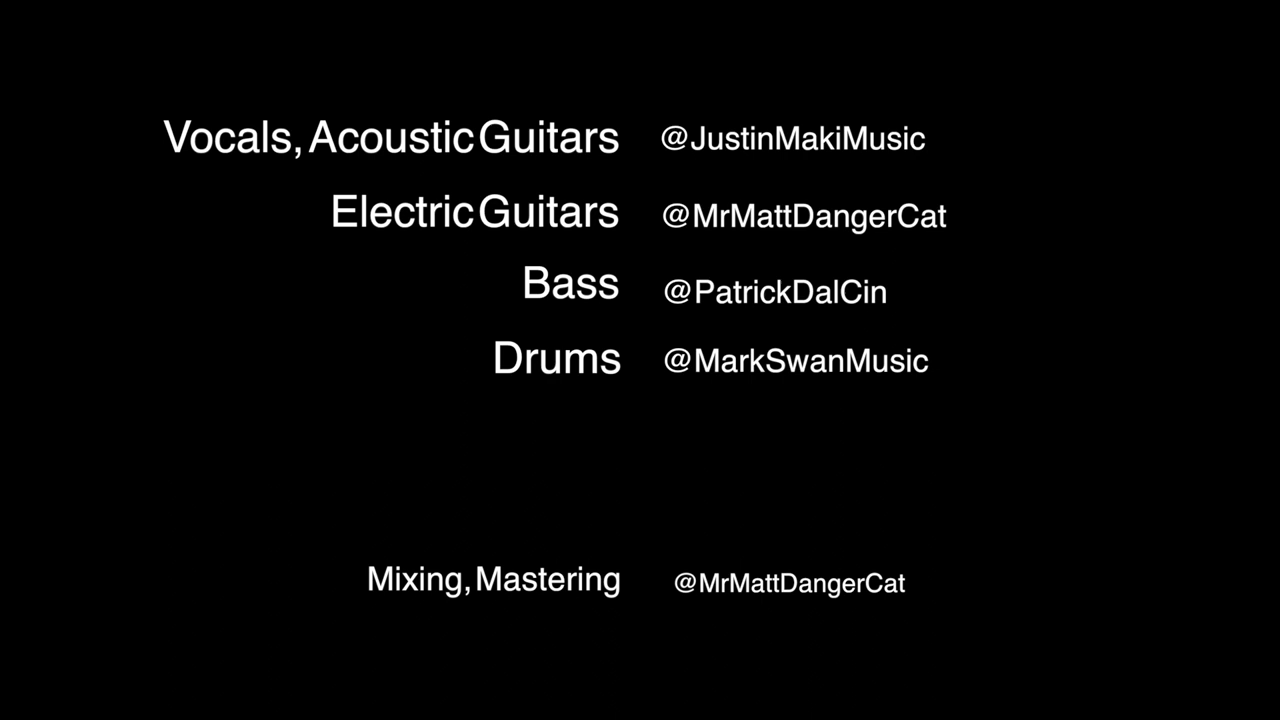 Vocals, Acoustic Guitars @JustinMakiMusic
Electric Guitars @MrMattDangerCat
Bass @PatrickDalCin
Drums @MarkSwanMusic
Mixing, Mastering @MrMattDangerCat